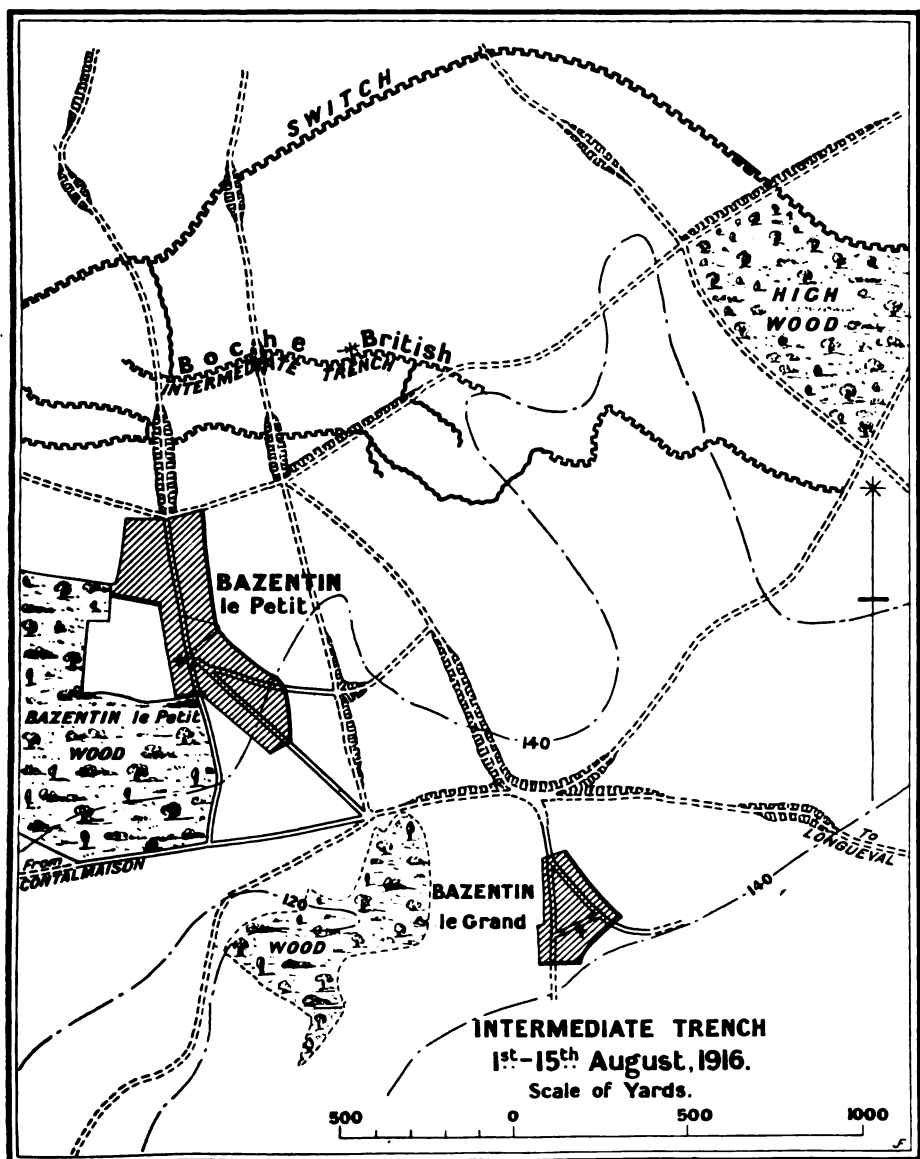 SWITCH
HIGH
WOOD
Boche British
INTERMEDIATE TRENCH
BAZENTIN
le Petit
BAZENTIN le Petit
WOOD
140
From
CONTALMAISON
To
LONGUEVAL
120
WOOD
BAZENTIN
le Grand
140
INTERMEDIATE TRENCH
1st-15th August, 1916.
Scale of Yards.
500 0 500 1000